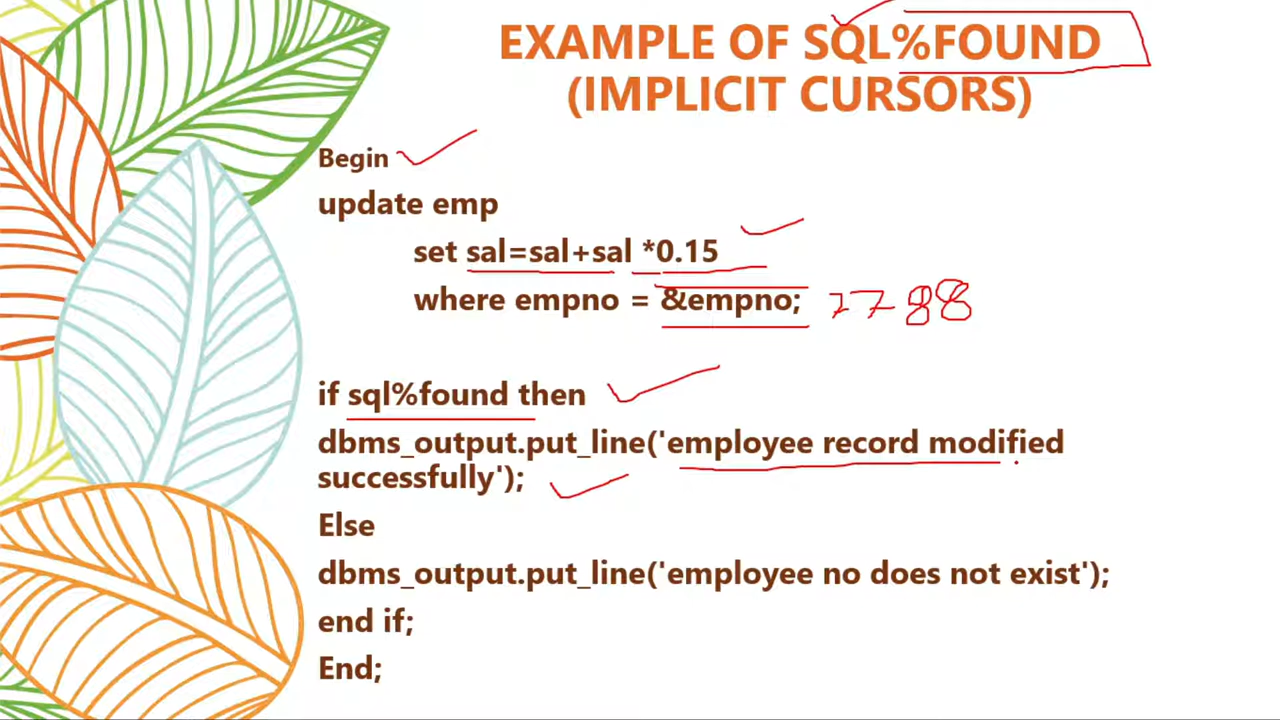 EXAMPLE OF SQL%FOUND
(IMPLICIT CURSORS)
Begin
update emp
set sal=sal+sal *0.15
where empno = &empno; 7788
if sql%found then
dbms_output.put_line('employee record modified
successfully');
Else
dbms_output.put_line('employee no does not exist');
end if;
End;